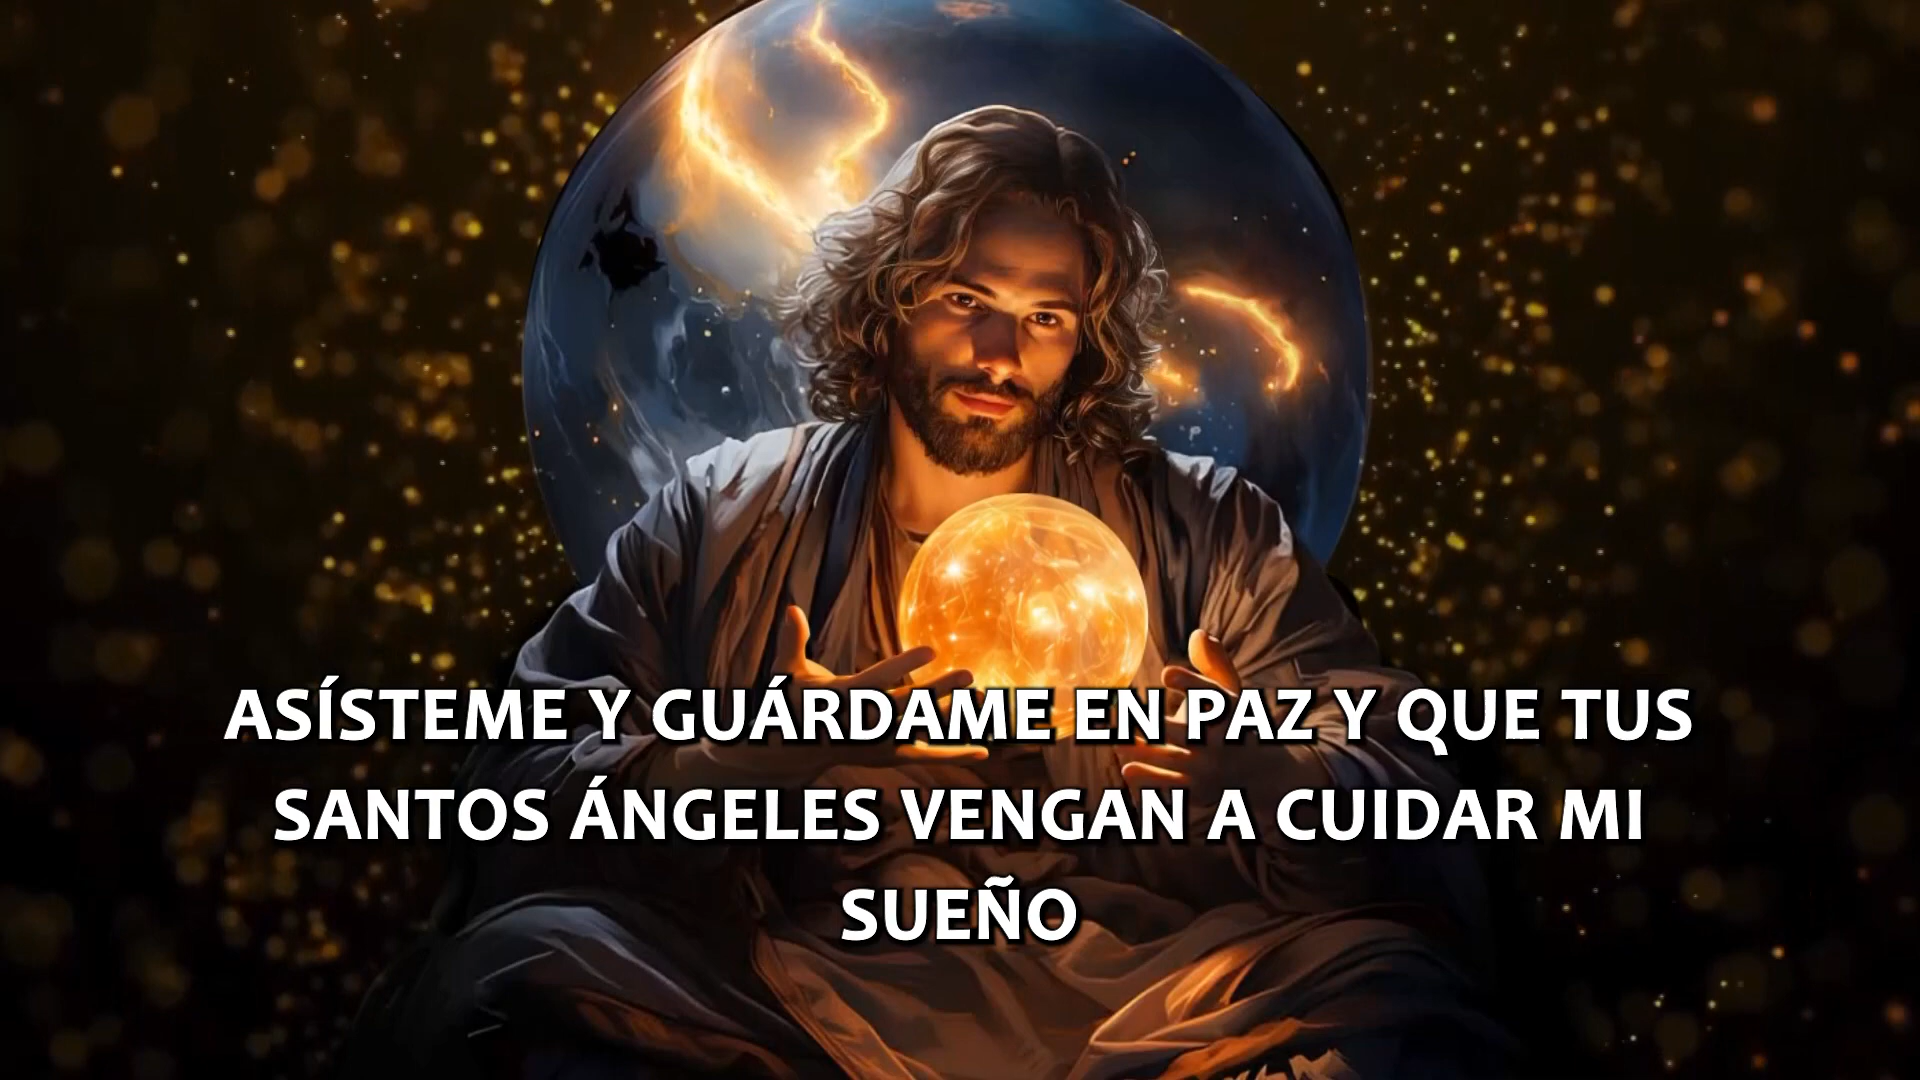 ASÍSTEME Y GUÁRDAME EN PAZ Y QUE TUS
SANTOS ÁNGELES VENGAN A CUIDAR MI
SUEÑO